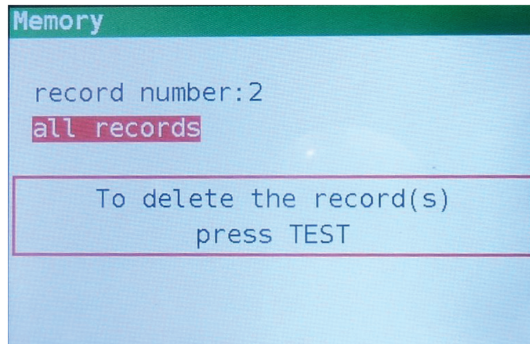 Memory
record number:2
all records
To delete the record(s)
press TEST